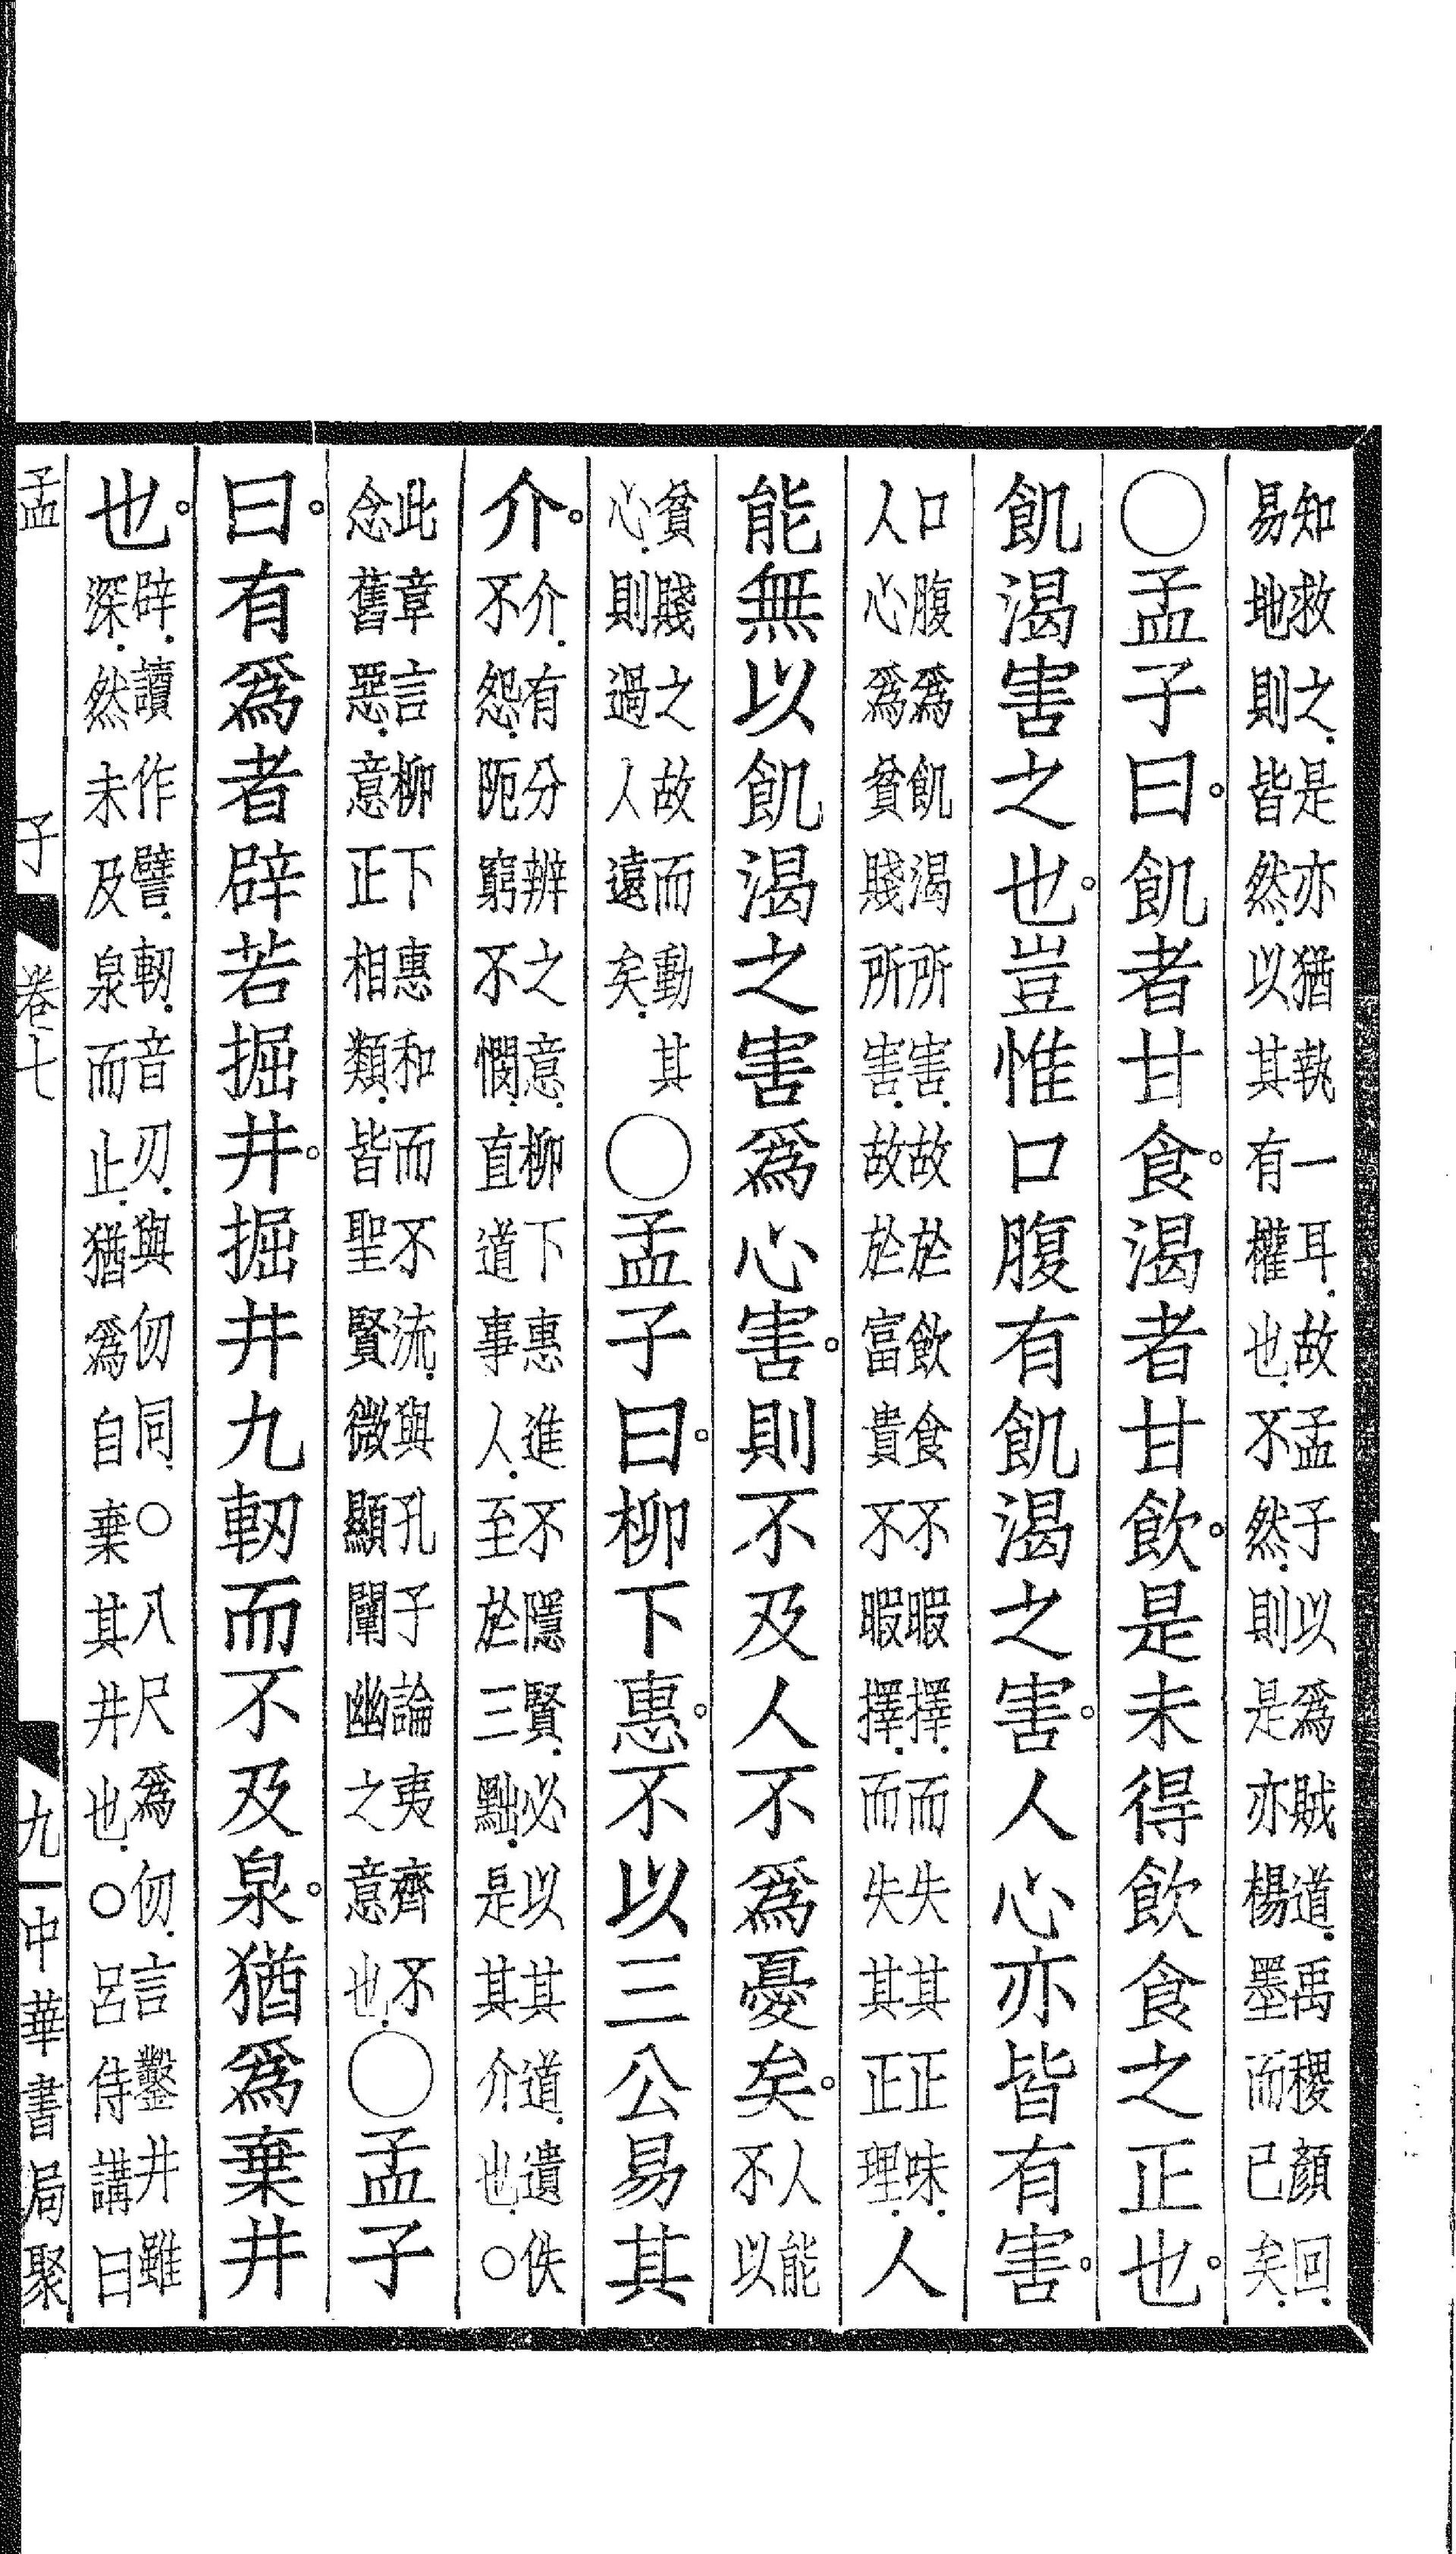 知救之.是亦猶執一耳.故孟子以爲賊道.禹稷顏回.
易地則皆然.以其有權也.不然.則是亦楊墨而已矣.
〇孟子曰。飢者甘食。渴者甘飲。是未得飲食之正也。
飢渴害之也。豈惟口腹有飢渴之害。人心亦皆有害。
口腹爲飢渴所害.故於飲食不暇擇.而失其正味.
人心爲貧賤所害.故於富貴不暇擇.而失其正理.
人
能無以飢渴之害爲心害。則不及人不爲憂矣。
人能
不以
貧賤之故而動其
心.則過人遠矣.
〇孟子曰。柳下惠。不以三公易其
介。
介.有分辨之意.柳下惠進不隱賢.必以其道.遺佚
不怨.阨窮不憫.直道事人.至於三黜.是其介也.〇
此章言柳下惠和而不流.與孔子論夷齊不
念舊惡.意正相類.皆聖賢微顯闡幽之意也.
〇孟子
曰。有爲者辟若掘井。掘井九軔而不及泉。猶爲棄井
也。
辟.讀作譬.軔.音刃.與仞同.〇八尺爲仞.言鑿井雖
深.然未及泉而止.猶爲自棄其井也.〇呂侍講曰
孟 子 卷七 九 中華書局聚